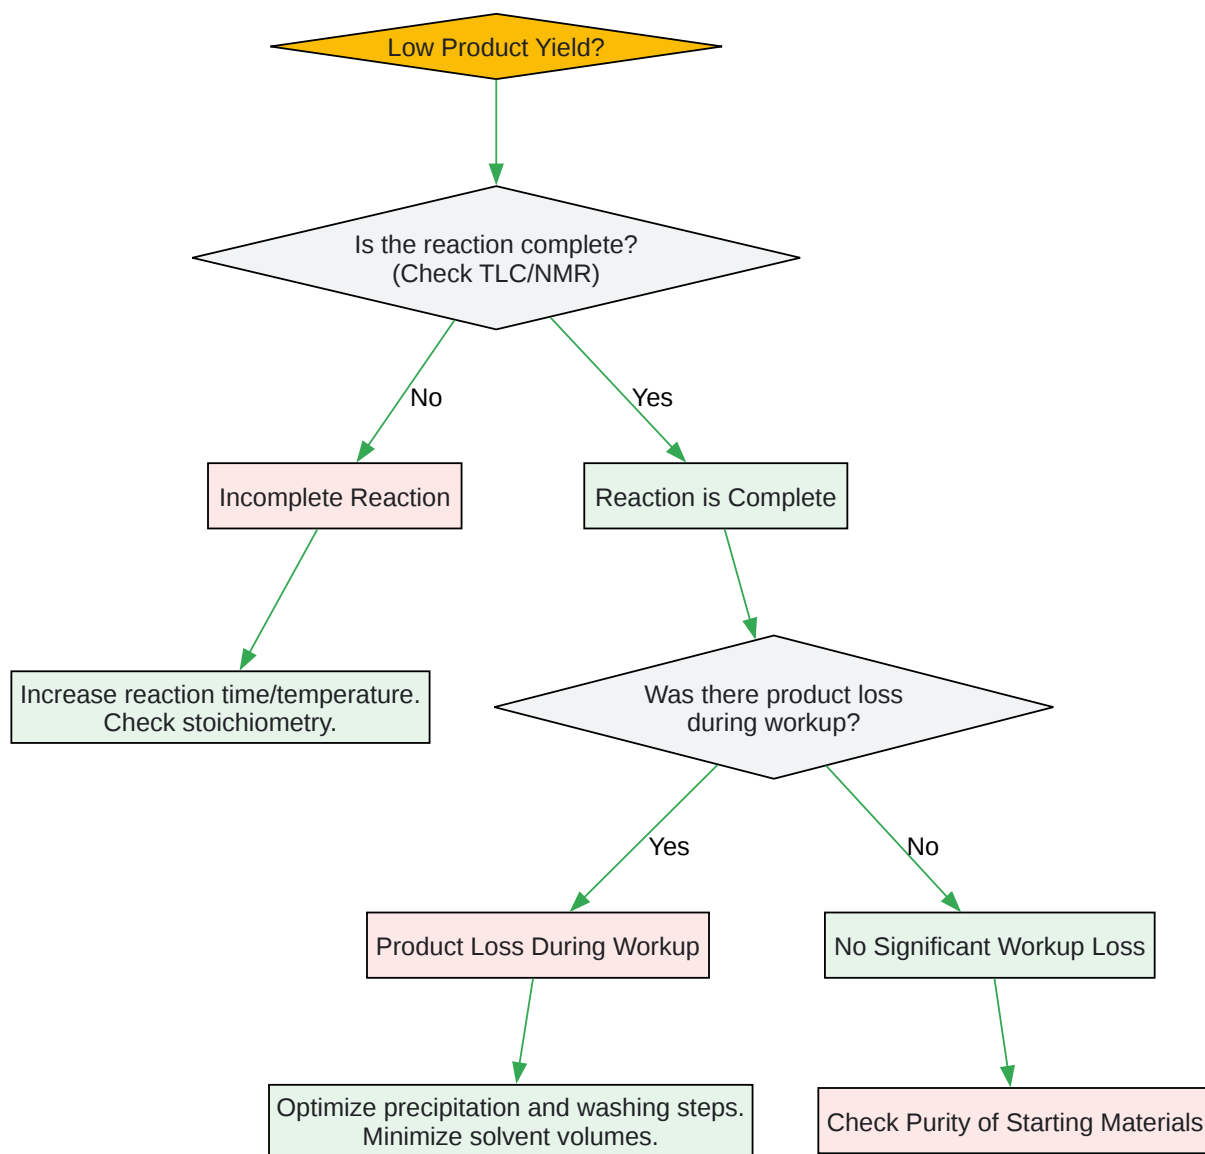 Low Product Yield?
Is the reaction complete?
(Check TLC/NMR)
No
Yes
Incomplete Reaction
Reaction is Complete
Increase reaction time/temperature.
Check stoichiometry.
Was there product loss
during workup?
Yes
No
Product Loss During Workup
No Significant Workup Loss
Optimize precipitation and washing steps.
Minimize solvent volumes.
Check Purity of Starting Materials